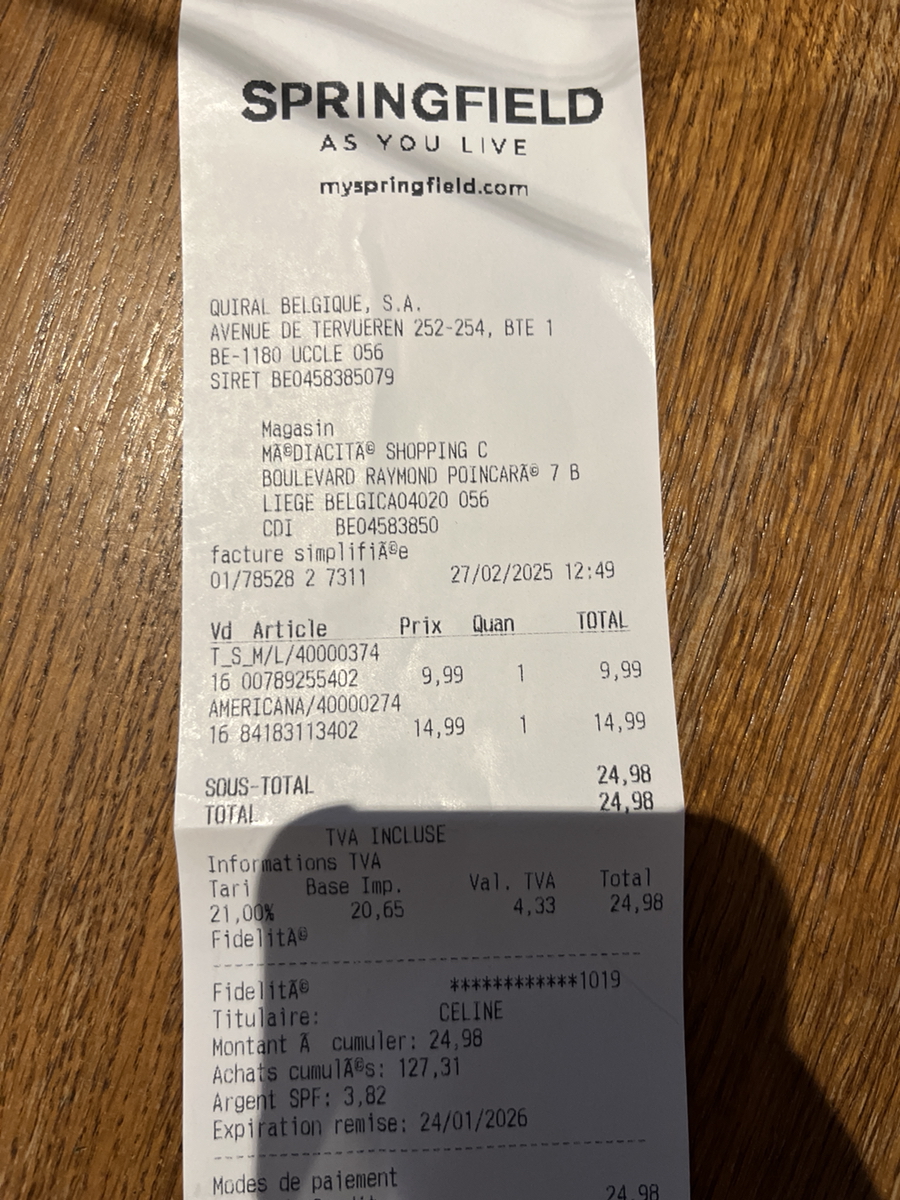 SPRINGFIELD
AS YOU LIVE
myspringfield.com
QUIRAL BELGIQUE, S.A.
AVENUE DE TERVUEREN 252-254, BTE 1
BE-1180 UCCLE 056
SIRET BE0458385079
Magasin
MÃ©DIACITÃ© SHOPPING C
BOULEVARD RAYMOND POINCARÃ© 7 B
LIEGE BELGICA04020 056
CDI BE04583850
facture simplifiÃ©e
01/78528 2 7311 27/02/2025 12:49
Vd Article Prix Quan TOTAL
T_S_M/L/40000374
16 00789255402 9,99 1 9,99
AMERICANA/40000274
16 84183113402 14,99 1 14,99
SOUS-TOTAL 24,98
TOTAL 24,98
TVA INCLUSE
Informations TVA
Tari Base Imp. Val. TVA Total
21,00% 20,65 4,33 24,98
FidelitÃ©
FidelitÃ© ************1019
Titulaire: CELINE
Montant Ã cumuler: 24,98
Achats cumulÃ©s: 127,31
Argent SPF: 3,82
Expiration remise: 24/01/2026
Modes de paiement
24,98